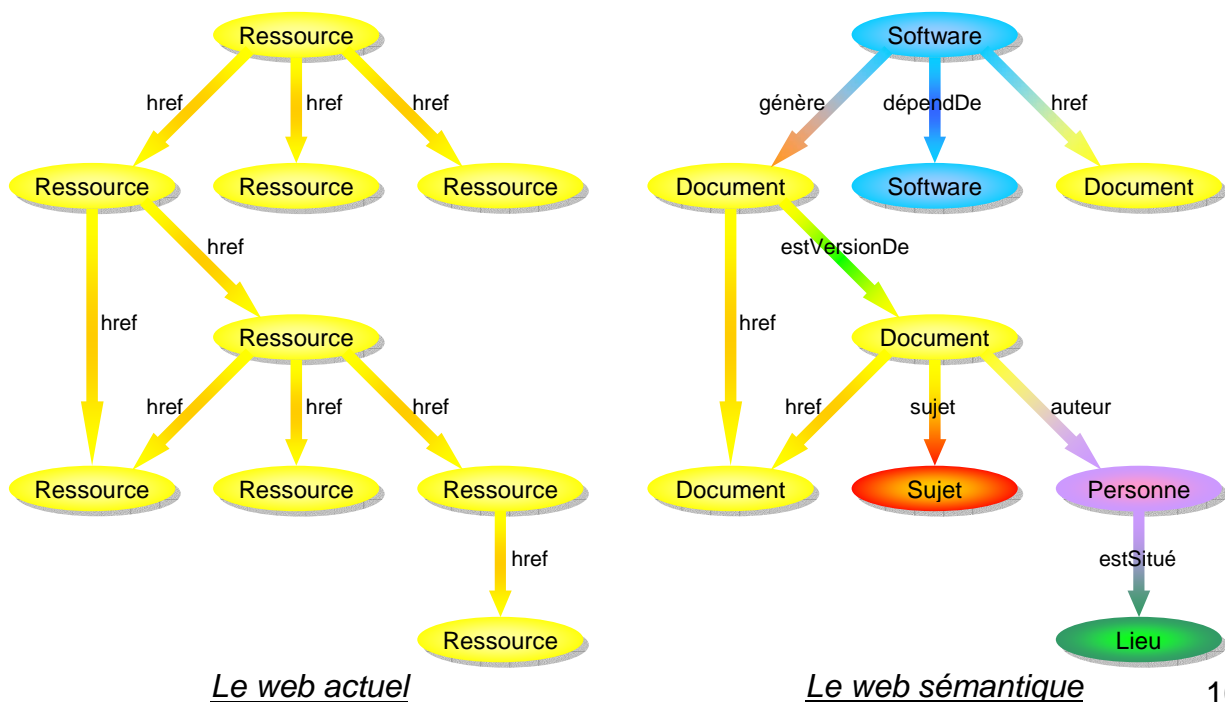 Ressource
href
href
href
Ressource
Ressource
Ressource
href
href
Ressource
href
href
href
Ressource
Ressource
Ressource
href
Ressource
Le web actuel
Software
génère
dépendDe
href
Document
Software
Document
estVersionDe
href
Document
href
sujet
auteur
Document
Sujet
Personne
estSitué
Lieu
Le web sémantique